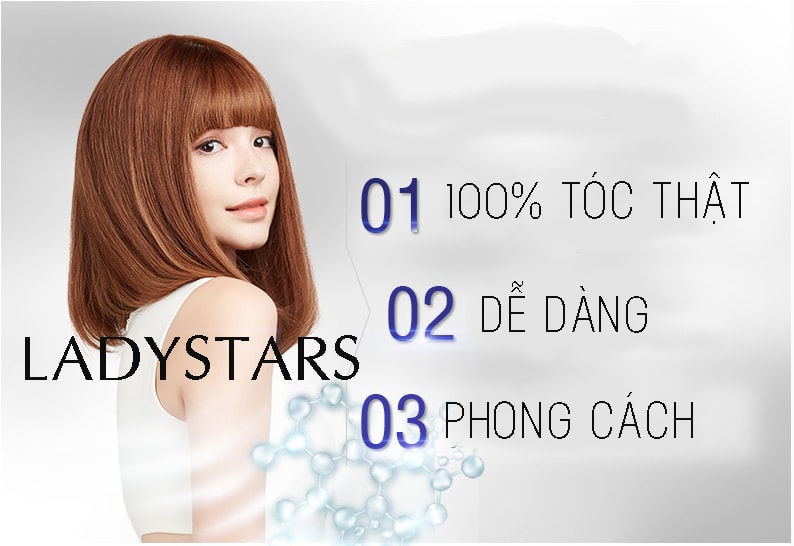 01 100% TÓC THẬT
02 DỄ DÀNG
LADYSTARS
03 PHONG CÁCH